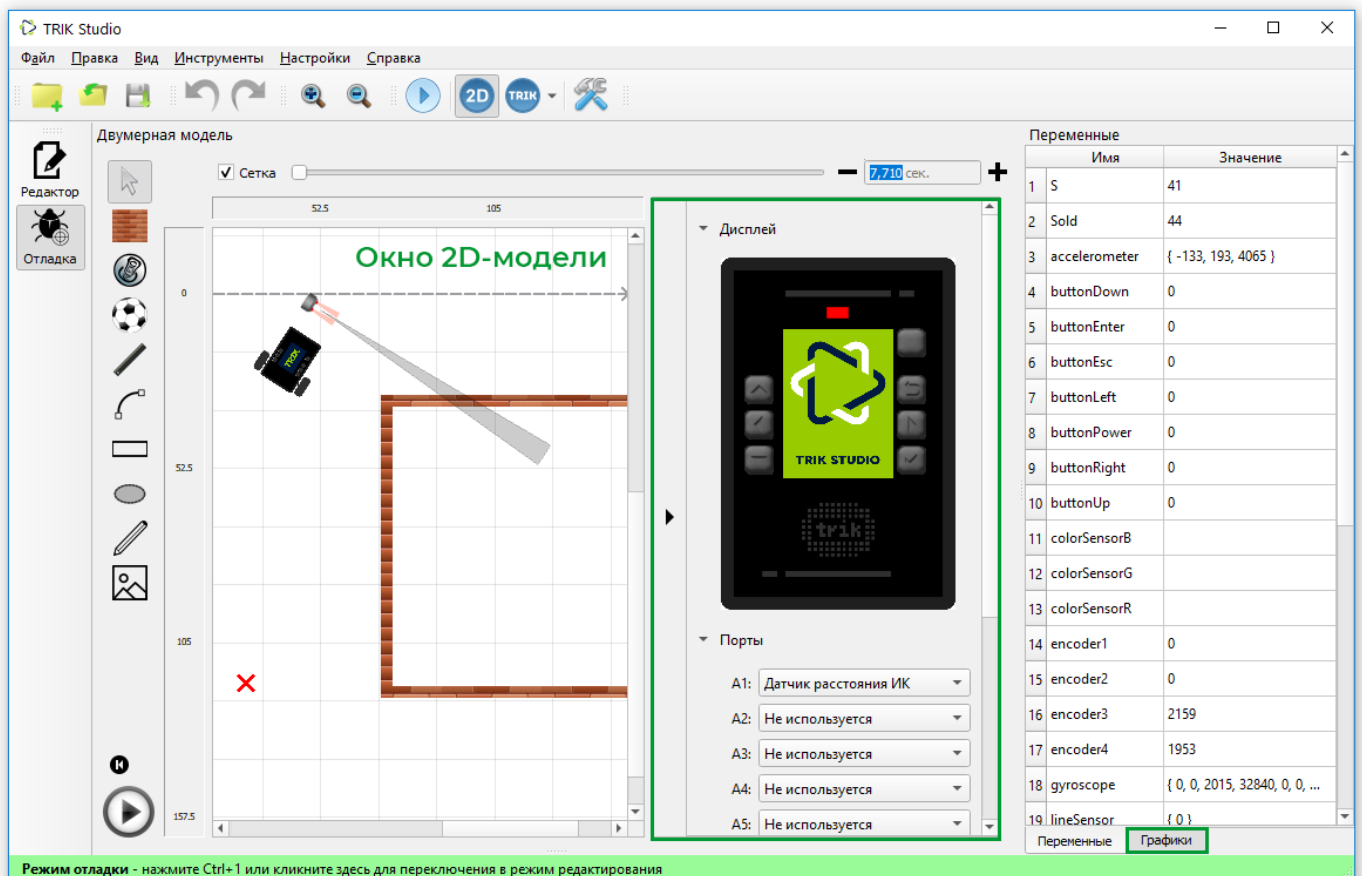 TRIK Studio
Файл Правка Вид Инструменты Настройки Справка
2D TRIK
Двумерная модель
Переменные
Редактор
Отладка
Сетка
7,710 сек.
52.5 105
Окно 2D-модели
0
52.5
105
157.5
TRIK
Дисплей
TRIK STUDIO
trik
Порты
A1: Датчик расстояния ИК
A2: Не используется
A3: Не используется
A4: Не используется
A5: Не используется
Имя Значение
1 S 41
2 Sold 44
3 accelerometer { -133, 193, 4065 }
4 buttonDown 0
5 buttonEnter 0
6 buttonEsc 0
7 buttonLeft 0
8 buttonPower 0
9 buttonRight 0
10 buttonUp 0
11 colorSensorB
12 colorSensorG
13 colorSensorR
14 encoder1 0
15 encoder2 0
16 encoder3 2159
17 encoder4 1953
18 gyroscope { 0, 0, 2015, 32840, 0, 0, ...
19 lineSensor { 0 }
Переменные Графики
Режим отладки - нажмите Ctrl+1 или кликните здесь для переключения в режим редактирования